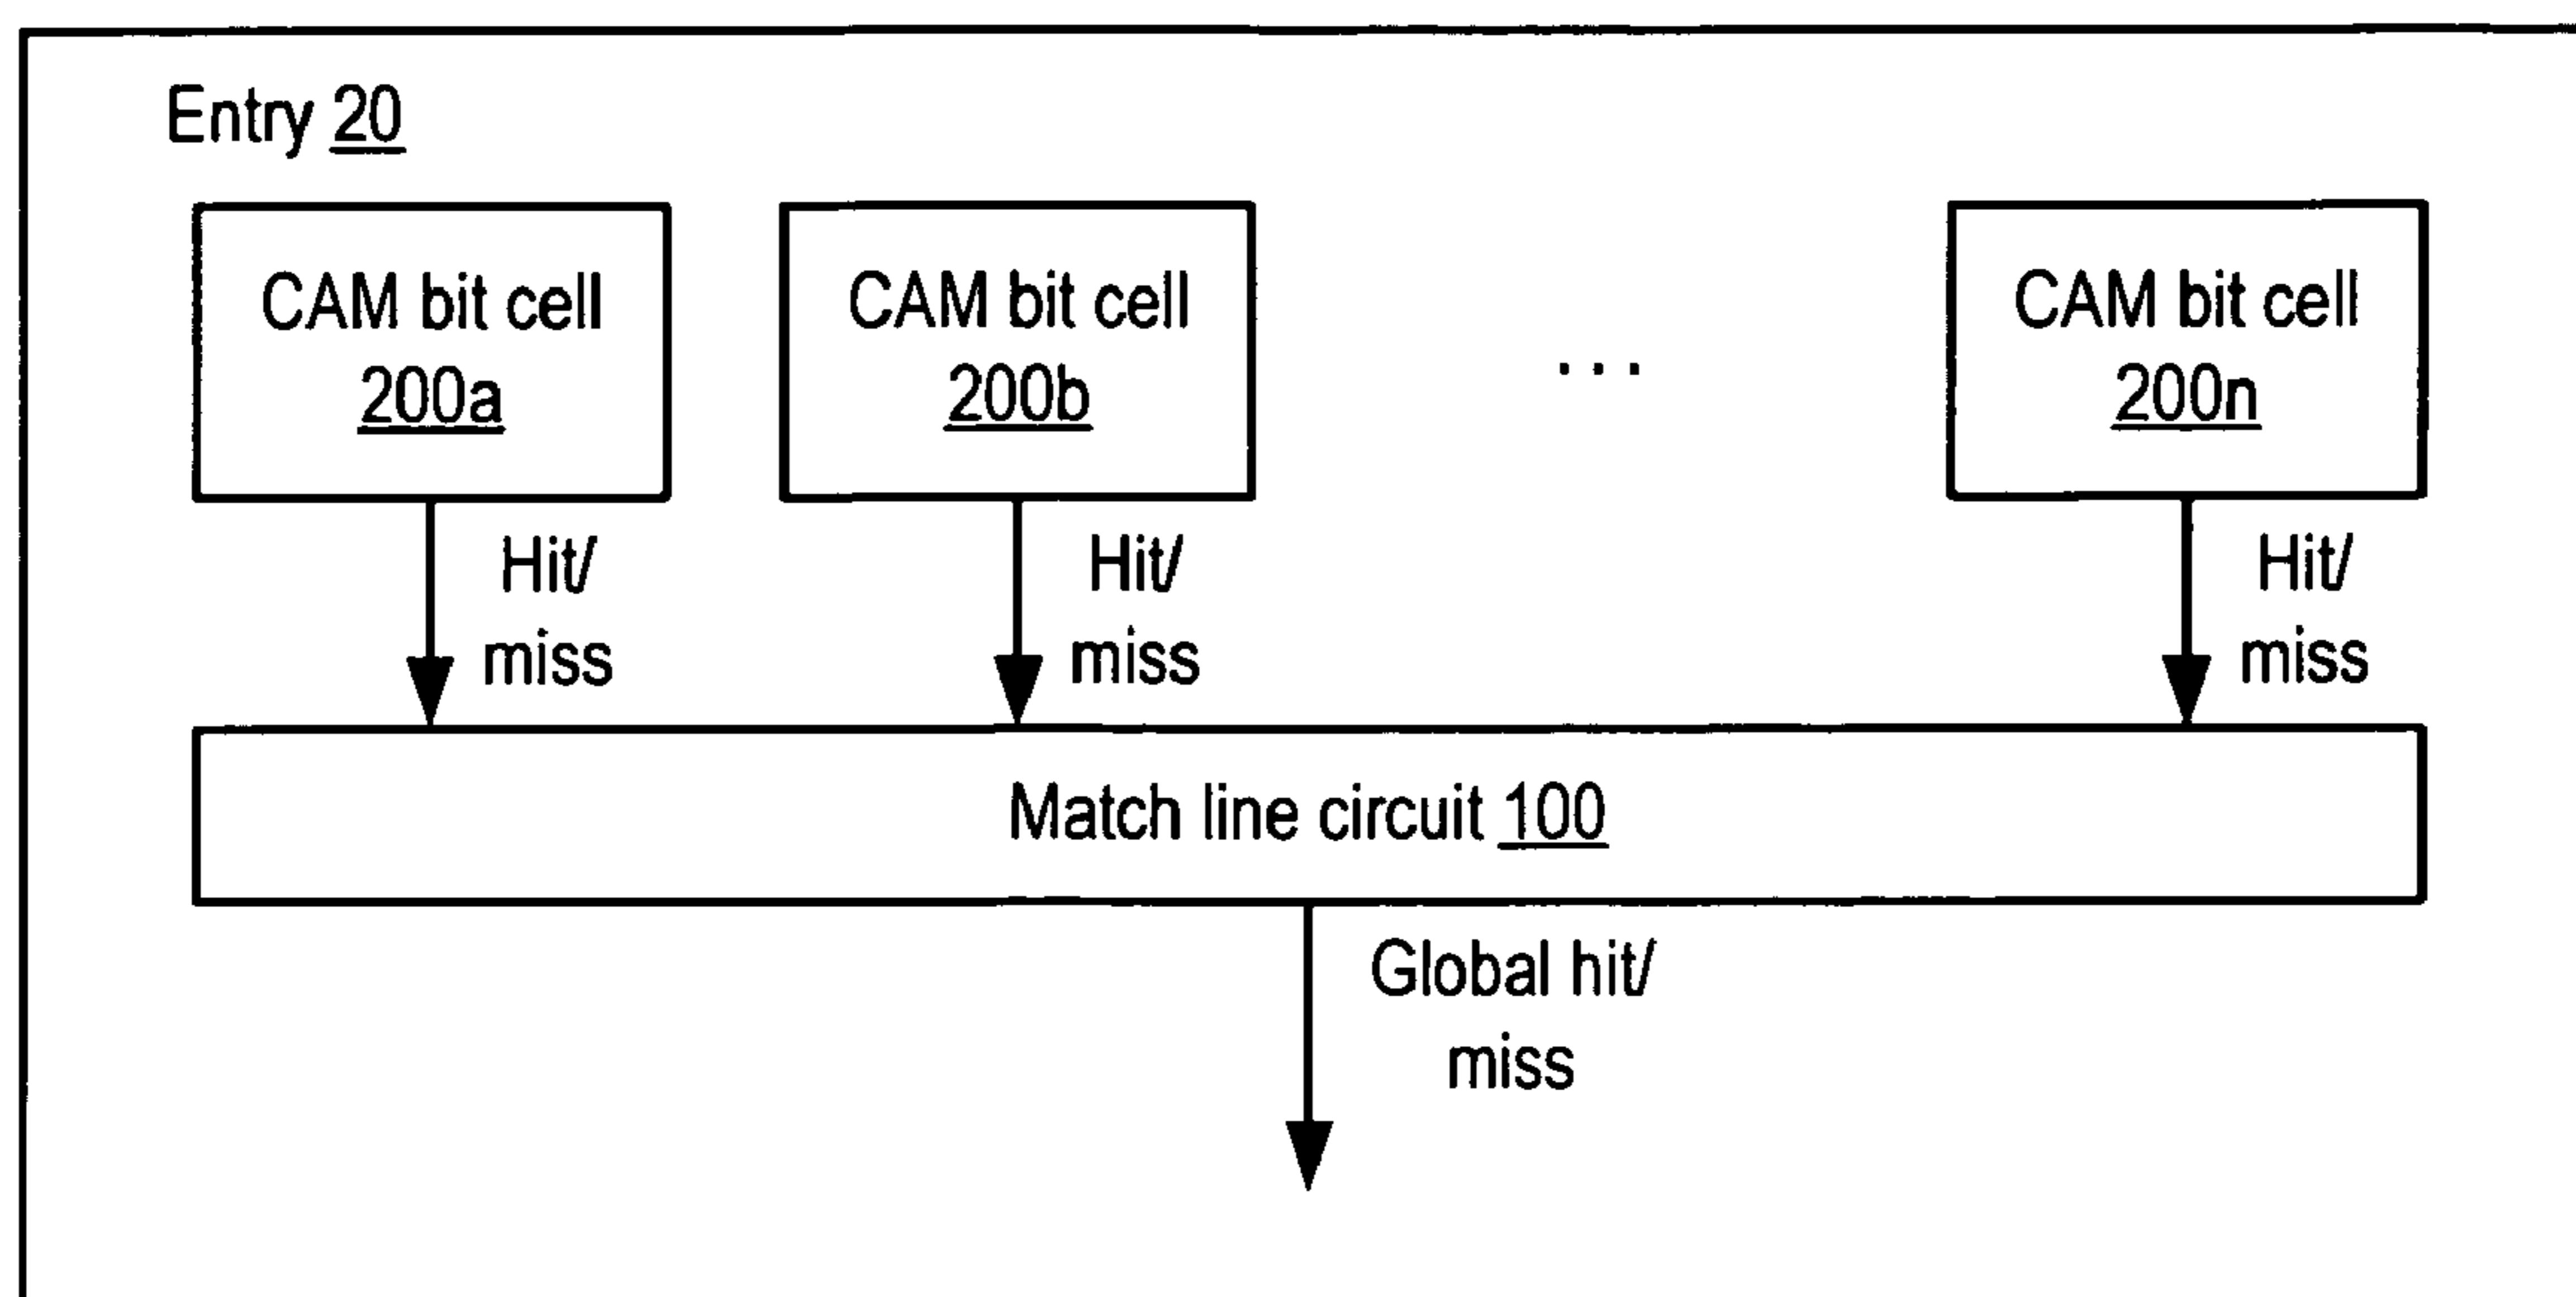 Entry 20
CAM bit cell
200a
CAM bit cell
200b
...
CAM bit cell
200n
Hit/
miss
Hit/
miss
Hit/
miss
Match line circuit 100
Global hit/
miss